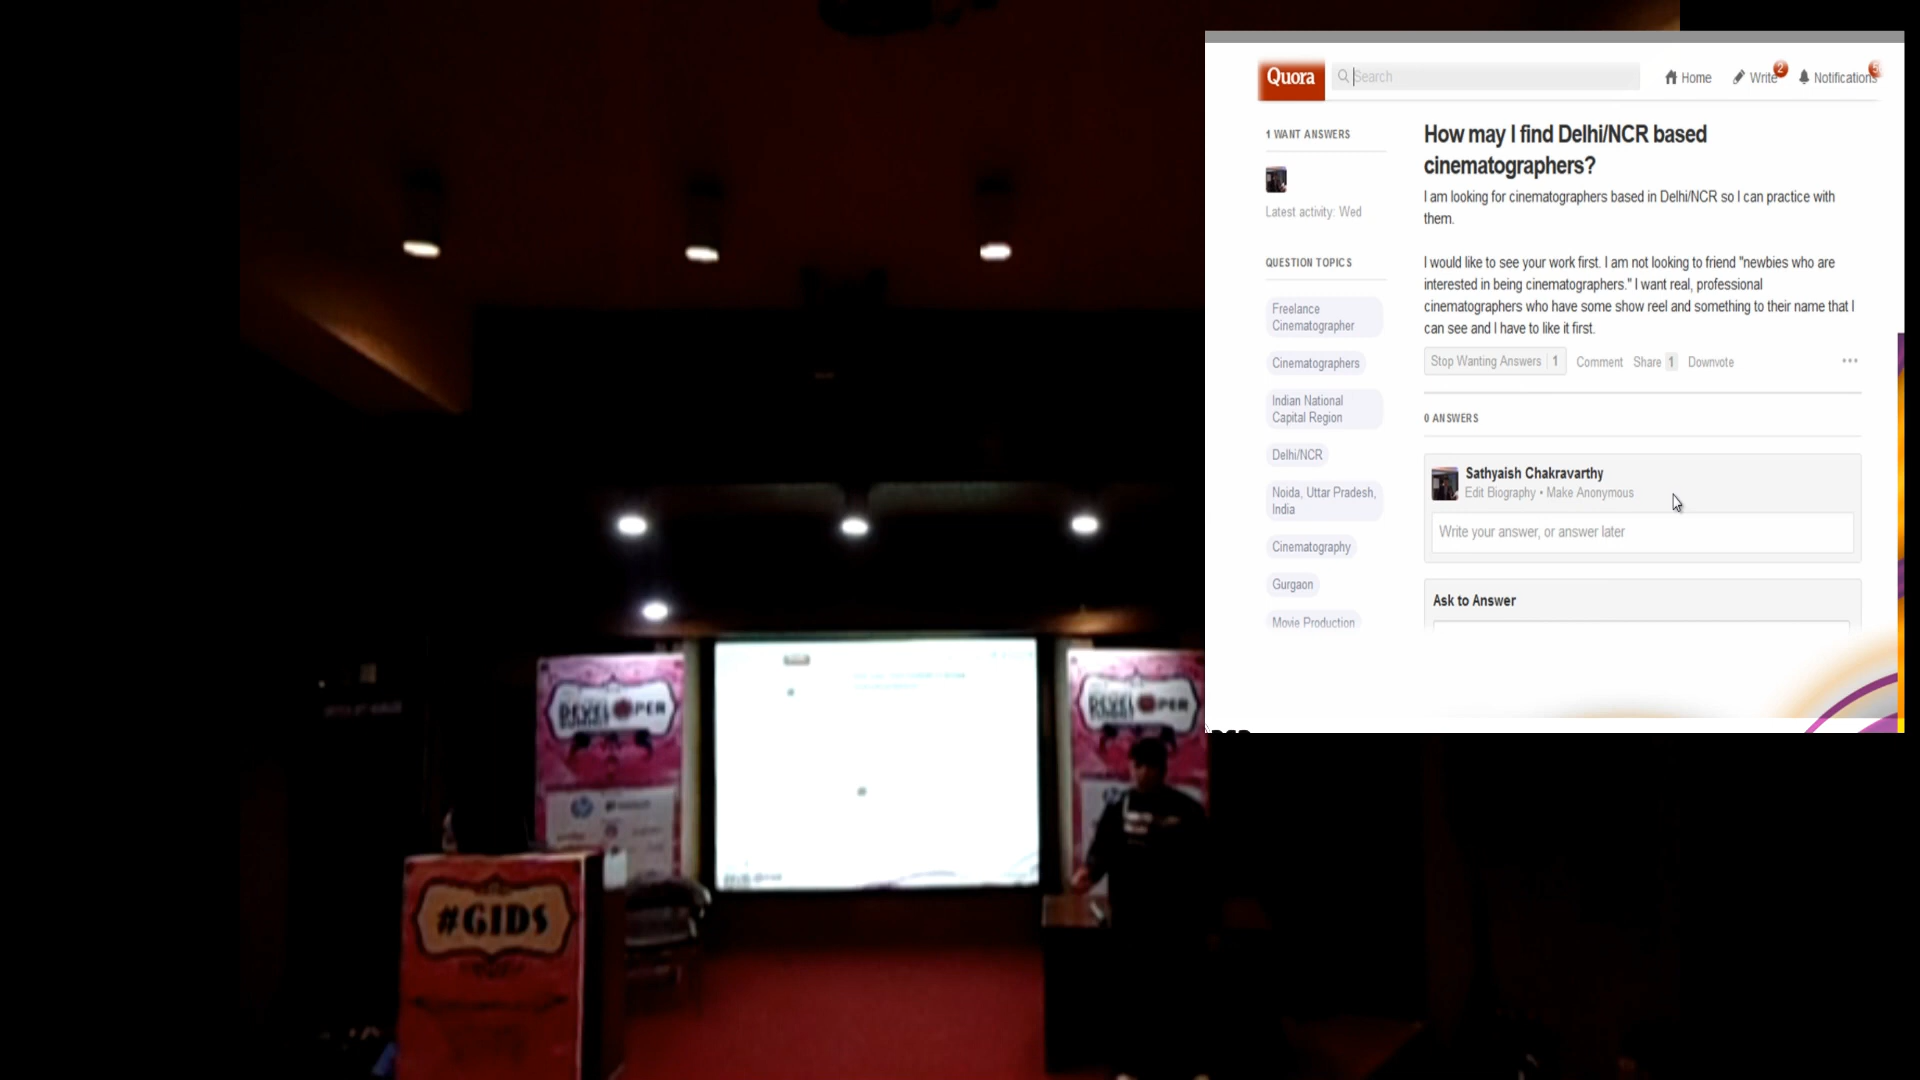 Quora
Search
Home
Write
2
Notifications
5
1 WANT ANSWERS
Latest activity: Wed
QUESTION TOPICS
Freelance
Cinematographer
Cinematographers
Indian National
Capital Region
Delhi/NCR
Noida, Uttar Pradesh,
India
Cinematography
Gurgaon
Movie Production
How may I find Delhi/NCR based
cinematographers?
I am looking for cinematographers based in Delhi/NCR so I can practice with
them.
I would like to see your work first. I am not looking to friend "newbies who are
interested in being cinematographers." I want real, professional
cinematographers who have some show reel and something to their name that I
can see and I have to like it first.
Stop Wanting Answers 1 Comment Share 1 Downvote
0 ANSWERS
Sathyaish Chakravarthy
Edit Biography • Make Anonymous
Write your answer, or answer later
Ask to Answer
DEVELOPER
SUMMIT
DEVELOPER
SUMMIT
#GIDS